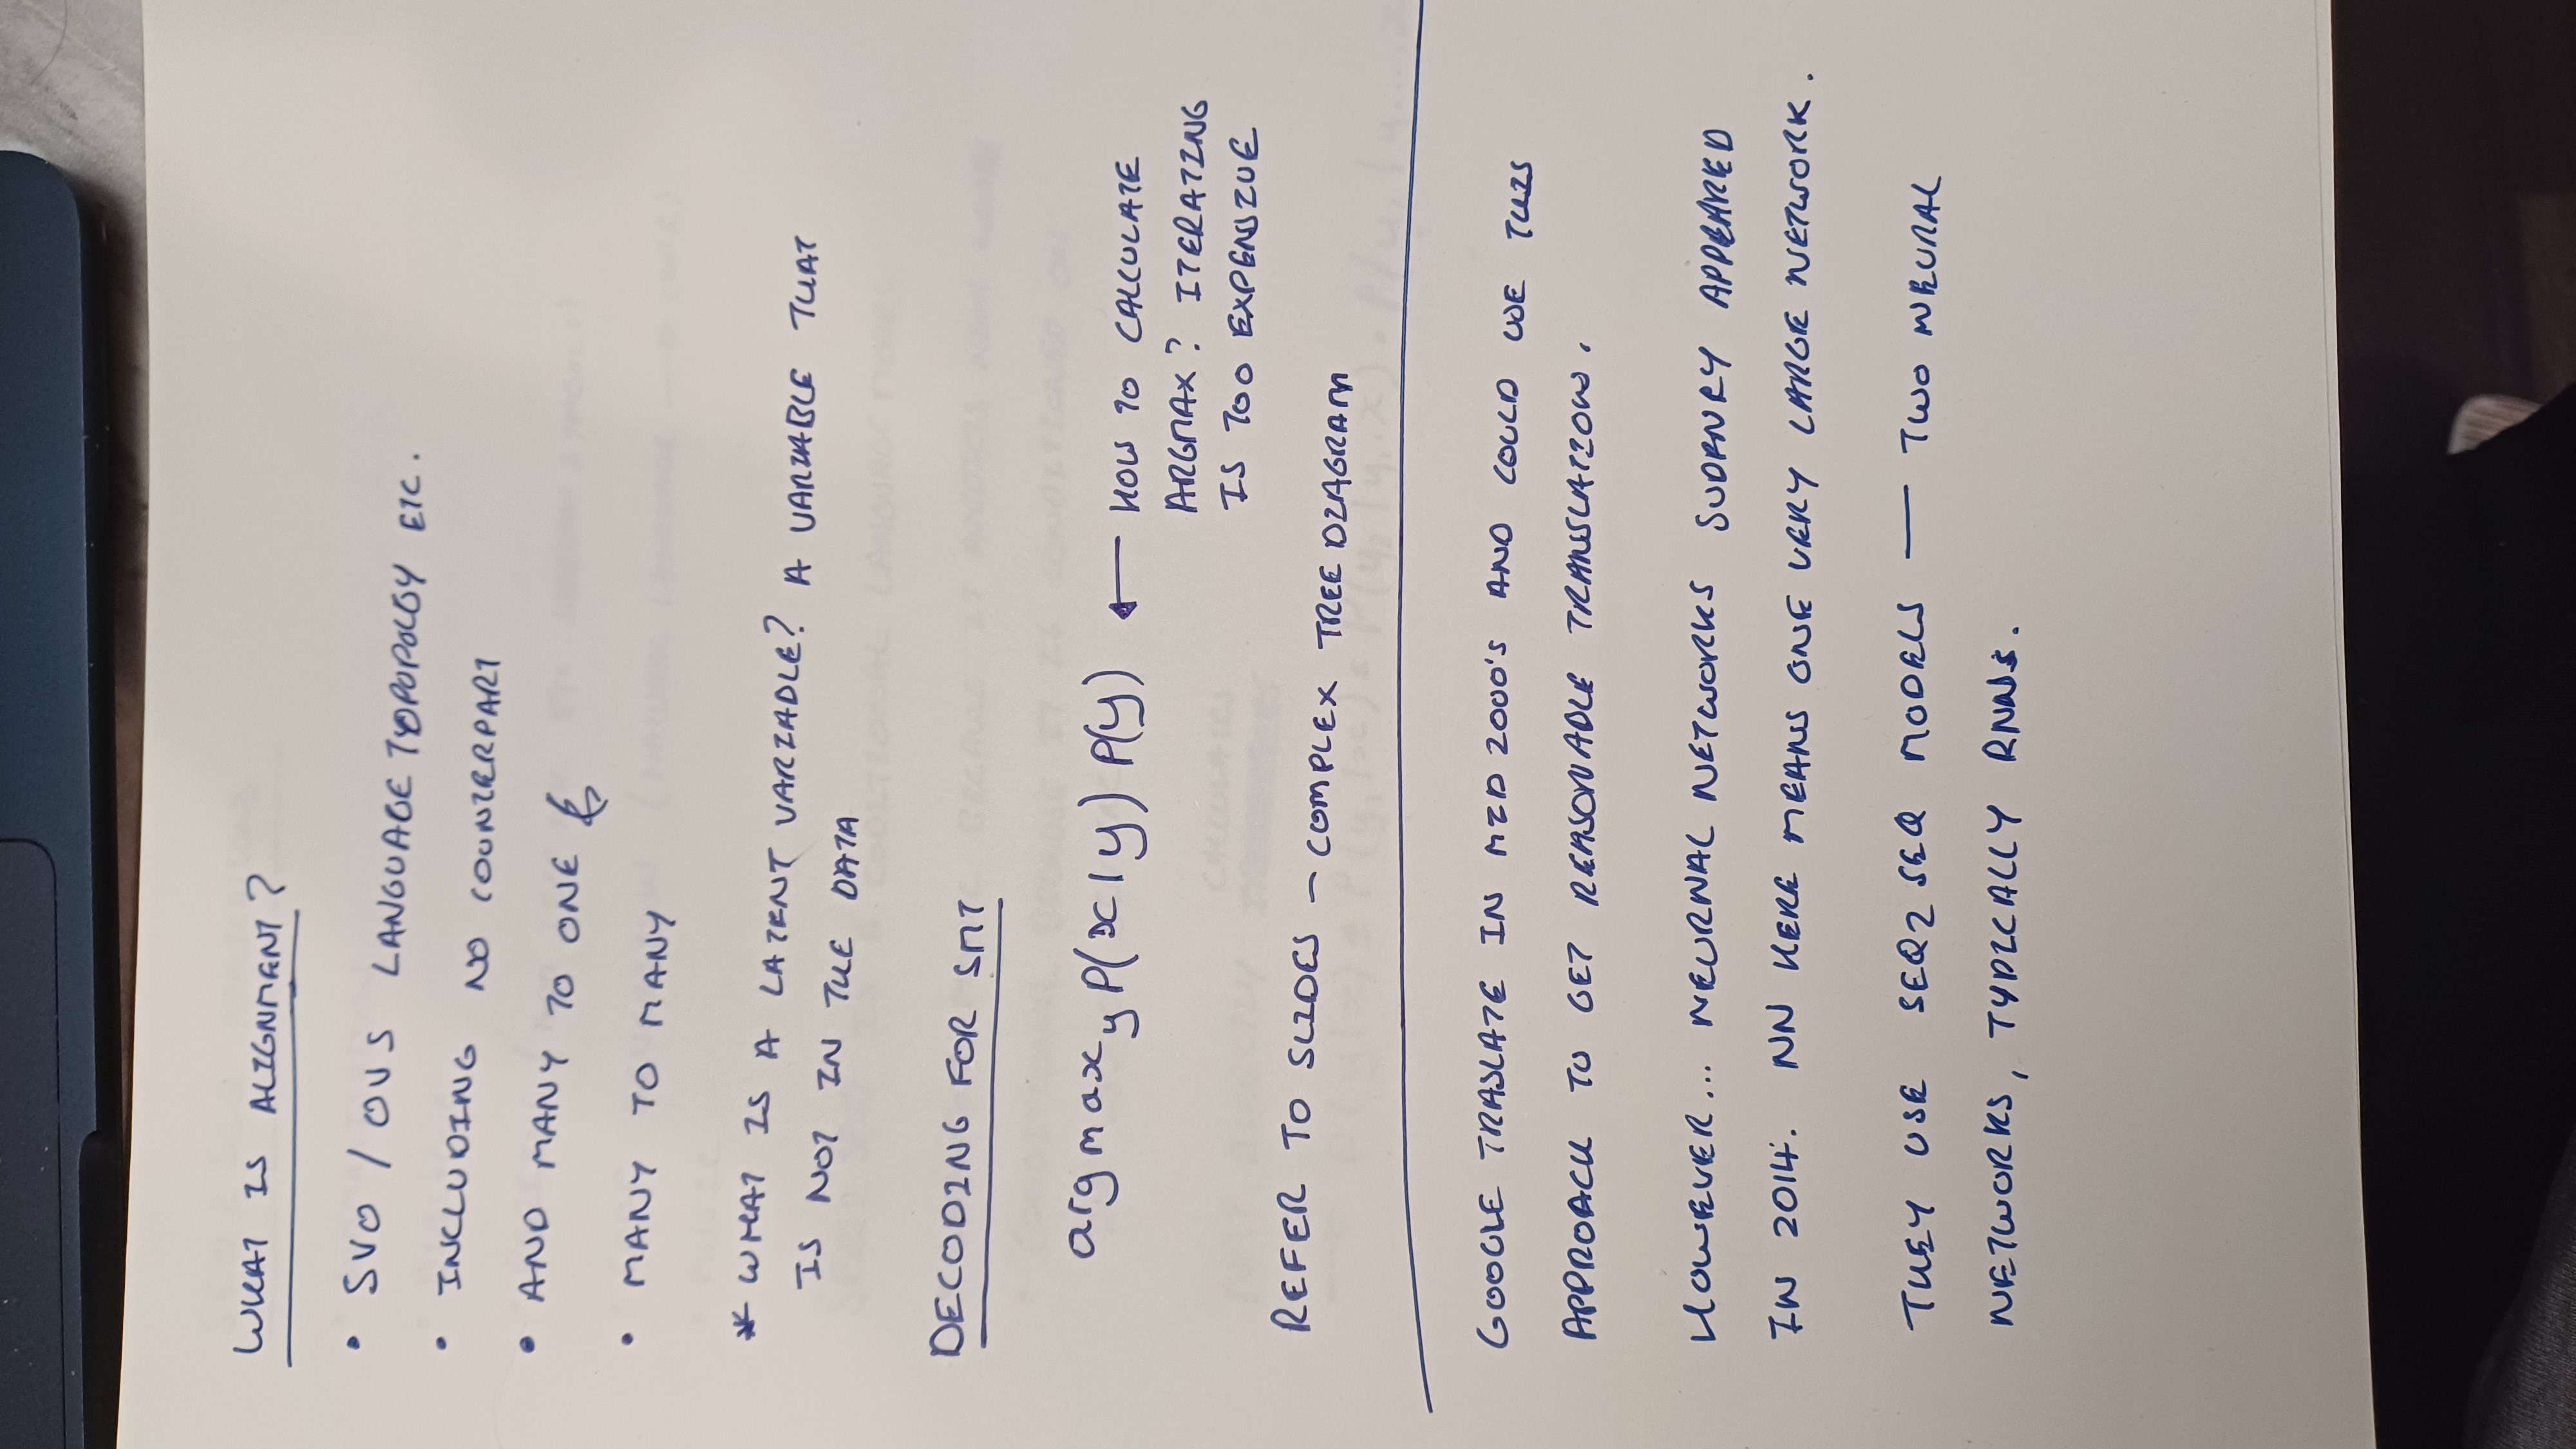 WHAT IS ALIGNMENT?
• SVO / OVS LANGUAGE TYPOPOLOGY ETC.
• INCLUDING NO COUNTERPART
• AND MANY TO ONE
• MANY TO MANY
* WHAT IS A LATENT VARIABLE? A VARIABLE THAT
IS NOT IN THE DATA
DECODING FOR SMT
argmax y P(x|y) P(y) ← HOW TO CALCULATE
ARGMAX? ITERATING
IS TOO EXPENSIVE
REFER TO SLIDES – COMPLEX TREE DIAGRAM
GOOGLE TRASLATE IN MID 2000'S AND COULD USE THIS
APPROACH TO GET REASONABLE TRANSLATION.
HOWEVER... NEURNAL NETWORKS SUDENLY APPEARED
IN 2014. NN HERE MEANS ONE VERY LARGE NETWORK.
THEY USE SEQ2SEQ MODELS — TWO NEURAL
NETWORKS, TYPICALLY RNNs.